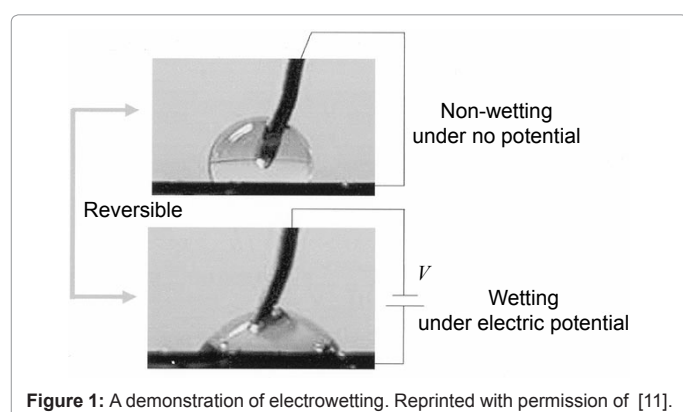 Non-wetting
under no potential
Reversible
V
Wetting
under electric potential
Figure 1: A demonstration of electrowetting. Reprinted with permission of [11].